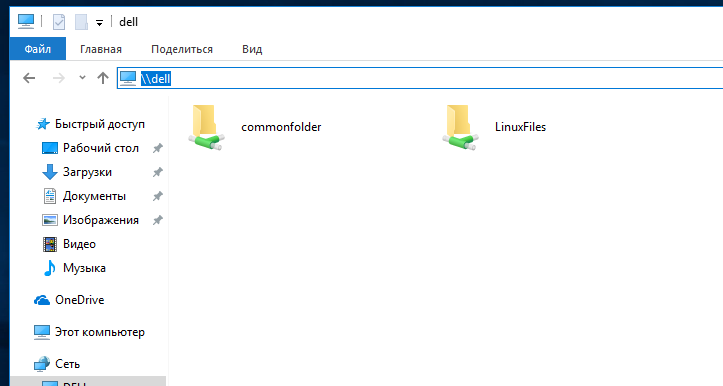 dell
Файл Главная Поделиться Вид
\\dell
Быстрый доступ
Рабочий стол
Загрузки
Документы
Изображения
Видео
Музыка
OneDrive
Этот компьютер
Сеть
commonfolder
LinuxFiles